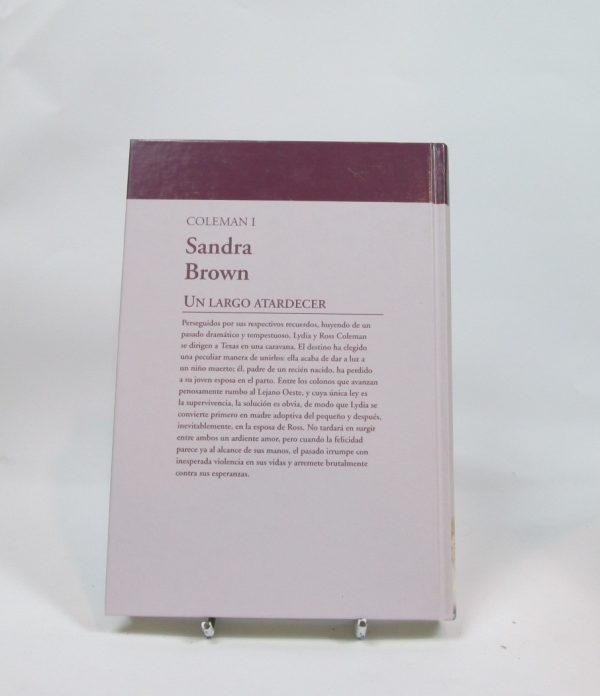 COLEMAN I
Sandra
Brown
UN LARGO ATARDECER
Perseguidos por sus respectivos recuerdos, huyendo de un
pasado dramático y tempestuoso, Lydia y Ross Coleman
se dirigen a Texas en una caravana. El destino ha elegido
una peculiar manera de unirlos: ella acaba de dar a luz a
un niño muerto; él, padre de un recién nacido, ha perdido
a su joven esposa en el parto. Entre los colonos que avanzan
penosamente rumbo al Lejano Oeste, y cuya única ley es
la supervivencia, la solución es obvia, de modo que Lydia se
convierte primero en madre adoptiva del pequeño y después,
inevitablemente, en la esposa de Ross. No tardará en surgir
entre ambos un ardiente amor, pero cuando la felicidad
parece ya al alcance de sus manos, el pasado irrumpe con
inesperada violencia en sus vidas y arremete brutalmente
contra sus esperanzas.